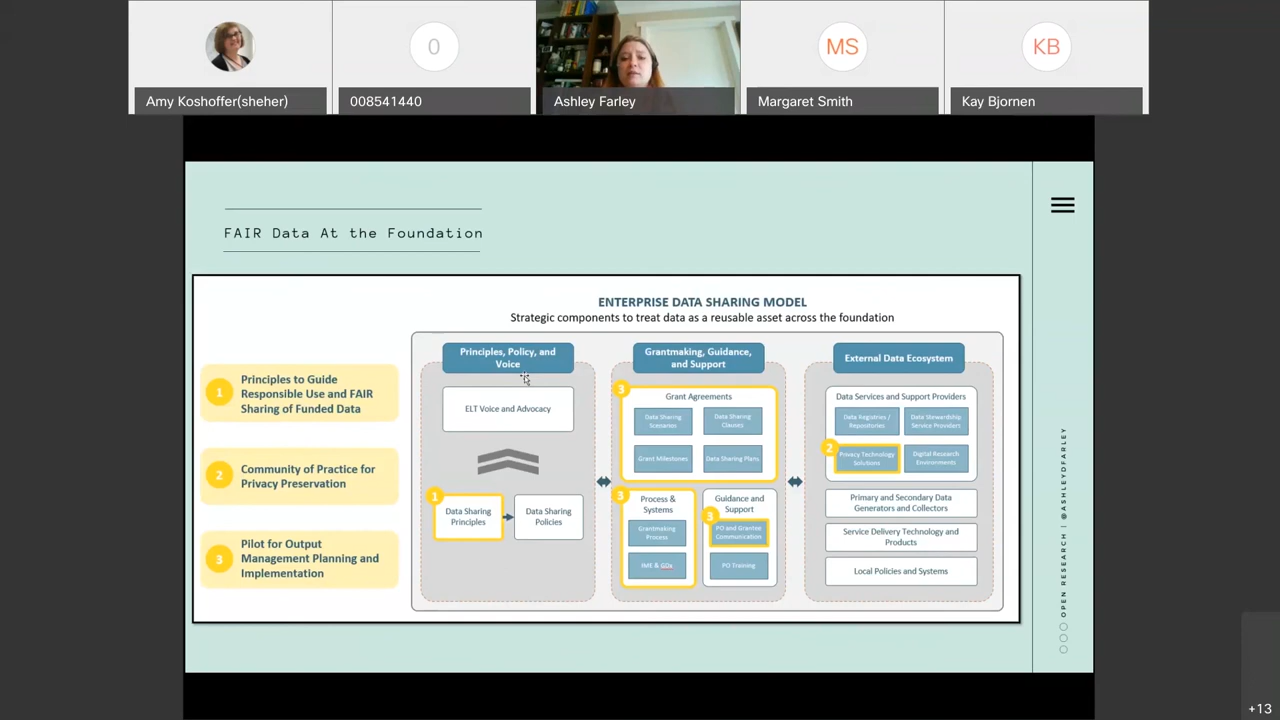 Amy Koshoffer(sheher)
0
008541440
Ashley Farley
MS
Margaret Smith
KB
Kay Bjornen
FAIR Data At the Foundation
ENTERPRISE DATA SHARING MODEL
Strategic components to treat data as a reusable asset across the foundation
1
Principles to Guide
Responsible Use and FAIR
Sharing of Funded Data
2
Community of Practice for
Privacy Preservation
3
Pilot for Output
Management Planning and
Implementation
Principles, Policy, and
Voice
ELT Voice and Advocacy
1
Data Sharing
Principles
Data Sharing
Policies
Grantmaking, Guidance,
and Support
3
Grant Agreements
Data Sharing
Scenarios
Data Sharing
Clauses
Grant Milestones
Data Sharing Plans
3
Process &
Systems
Grantmaking
Process
IME & GDx
Guidance and
Support
3
PO and Grantee
Communication
PO Training
External Data Ecosystem
Data Services and Support Providers
Data Registries /
Repositories
Data Stewardship
Service Providers
2
Privacy Technology
Solutions
Digital Research
Environments
Primary and Secondary Data
Generators and Collectors
Service Delivery Technology and
Products
Local Policies and Systems
OPEN RESEARCH | @ASHLEYDFARLEY
+13